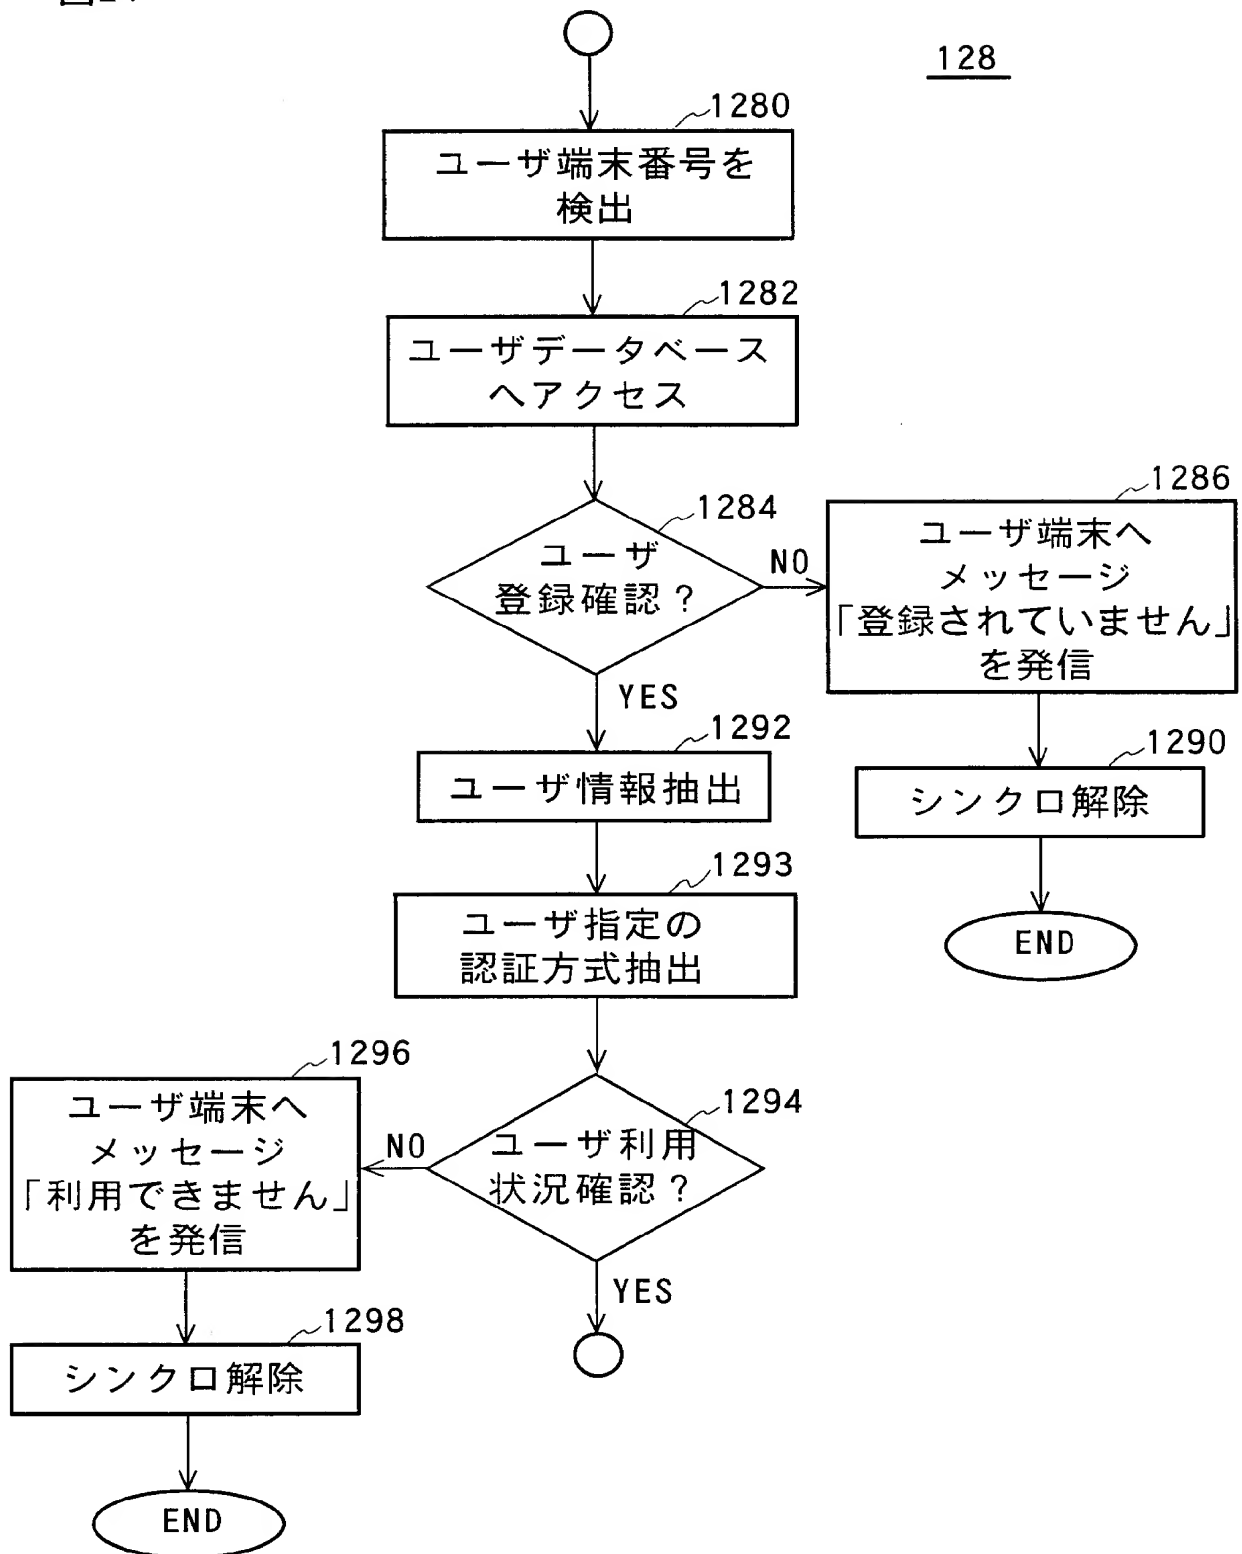 128
1280
ユーザ端末番号を
検出
1282
ユーザデータベース
へアクセス
1284
ユーザ
登録確認？
NO
1286
ユーザ端末へ
メッセージ
「登録されていません」
を発信
YES
1290
シンクロ解除
END
1292
ユーザ情報抽出
1293
ユーザ指定の
認証方式抽出
1294
ユーザ利用
状況確認？
NO
1296
ユーザ端末へ
メッセージ
「利用できません」
を発信
YES
1298
シンクロ解除
END